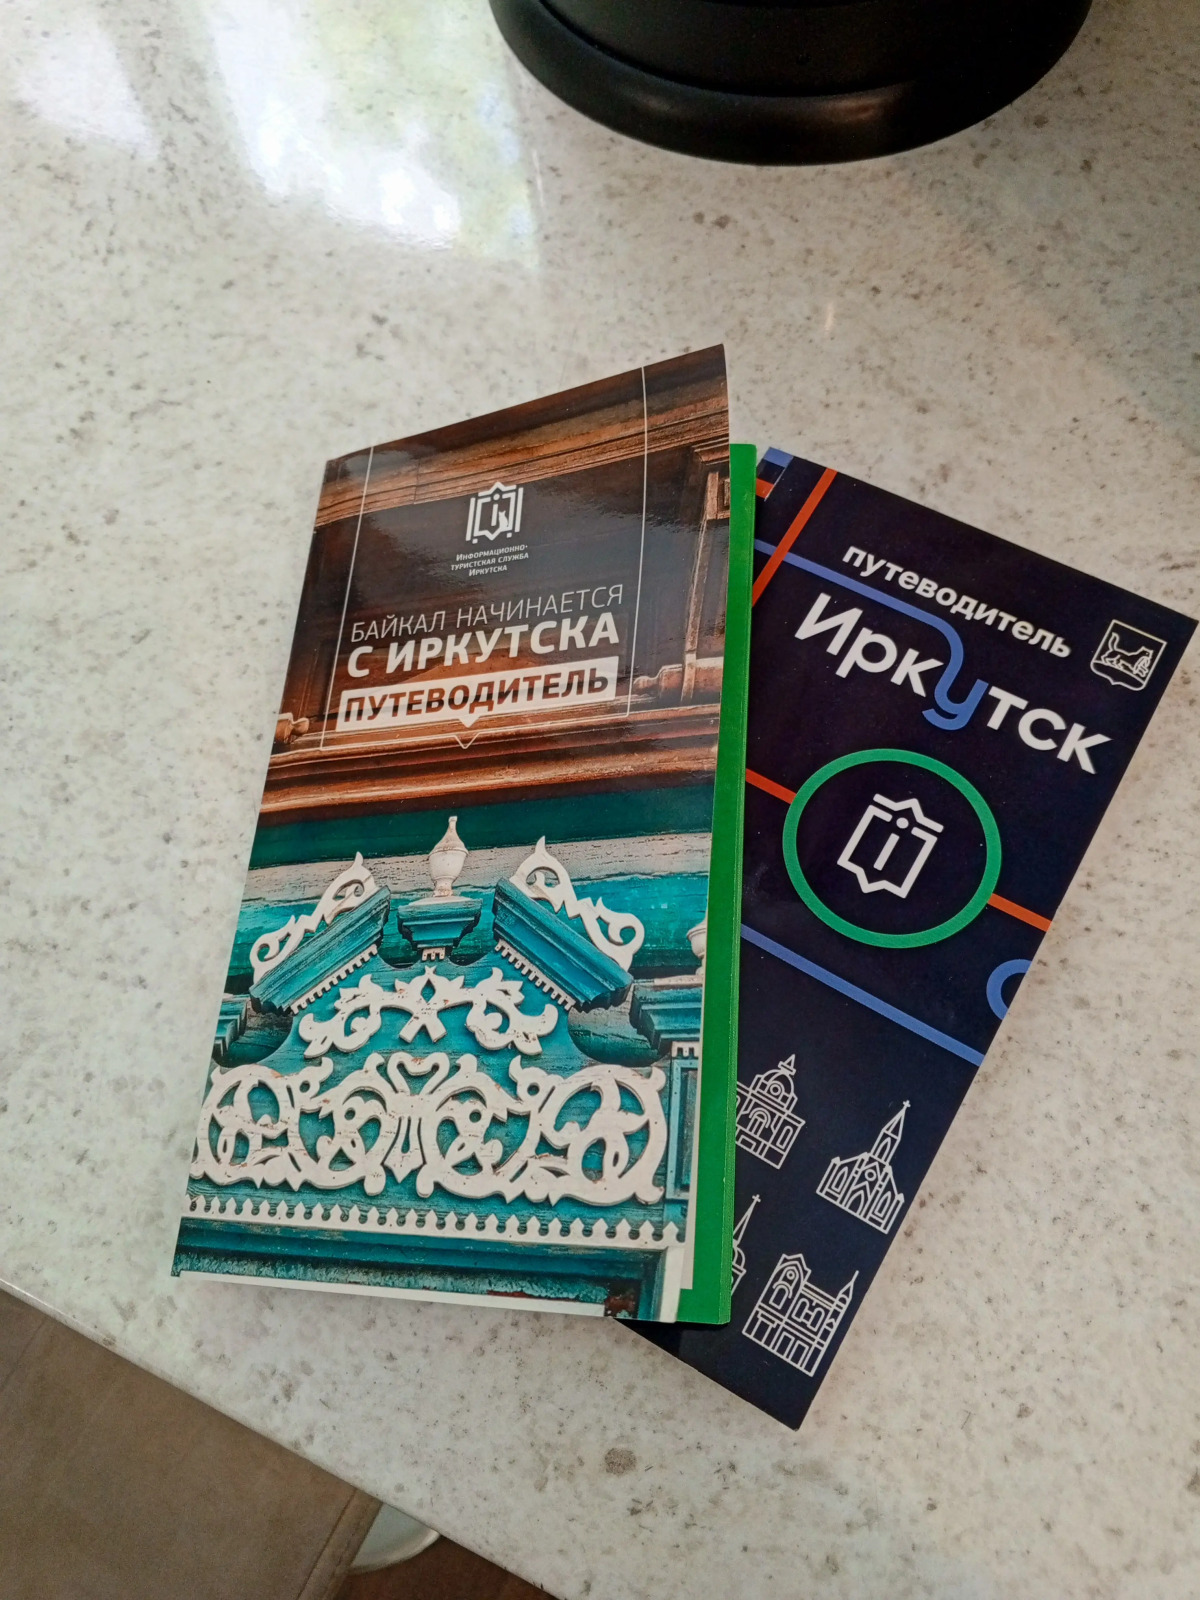 Информационно-
туристская служба
Иркутска
БАЙКАЛ НАЧИНАЕТСЯ
С ИРКУТСКА
ПУТЕВОДИТЕЛЬ
путеводитель
Иркутск